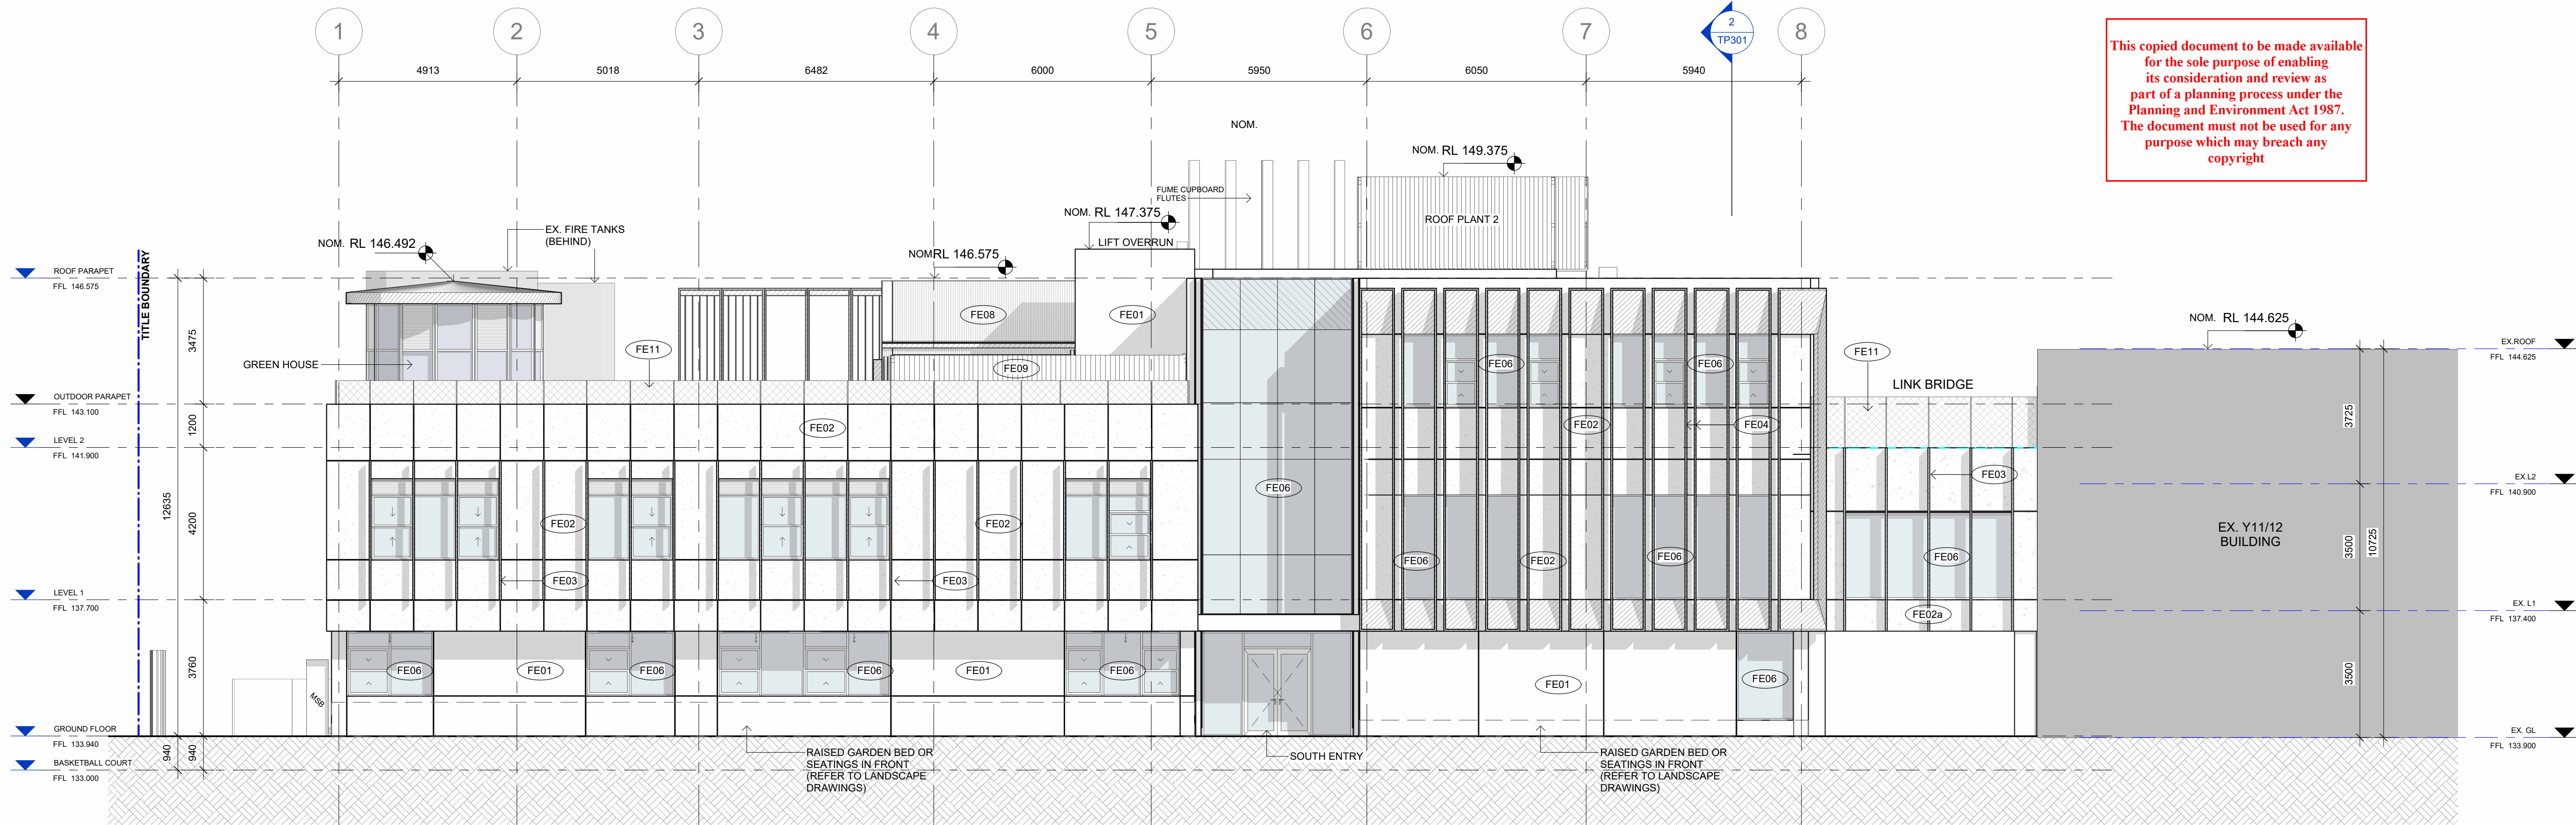 1
2
3
4
5
6
7
8
2
TP301
4913
5018
6482
6000
5950
6050
5940
This copied document to be made available
for the sole purpose of enabling
its consideration and review as
part of a planning process under the
Planning and Environment Act 1987.
The document must not be used for any
purpose which may breach any
copyright
NOM.
NOM. RL 149.375
FUME CUPBOARD
FLUTES
ROOF PLANT 2
NOM. RL 147.375
LIFT OVERRUN
EX. FIRE TANKS
(BEHIND)
NOM. RL 146.492
NOM. RL 146.575
TITLE BOUNDARY
ROOF PARAPET
FFL 146.575
OUTDOOR PARAPET
FFL 143.100
LEVEL 2
FFL 141.900
LEVEL 1
FFL 137.700
GROUND FLOOR
FFL 133.940
BASKETBALL COURT
FFL 133.000
3475
1200
12635
4200
3760
940
940
GREEN HOUSE
FE11
FE08
FE01
FE09
FE02
FE02
FE02
FE03
FE03
FE06
FE01
FE06
FE06
FE01
FE06
MSB
FE06
FE06
FE06
FE02
FE04
FE06
FE02
FE06
FE01
FE06
FE11
LINK BRIDGE
FE03
FE06
FE02a
NOM. RL 144.625
EX. Y11/12
BUILDING
3725
3500
10725
3500
EX.ROOF
FFL 144.625
EX.L2
FFL 140.900
EX. L1
FFL 137.400
EX. GL
FFL 133.900
RAISED GARDEN BED OR
SEATINGS IN FRONT
(REFER TO LANDSCAPE
DRAWINGS)
SOUTH ENTRY
RAISED GARDEN BED OR
SEATINGS IN FRONT
(REFER TO LANDSCAPE
DRAWINGS)